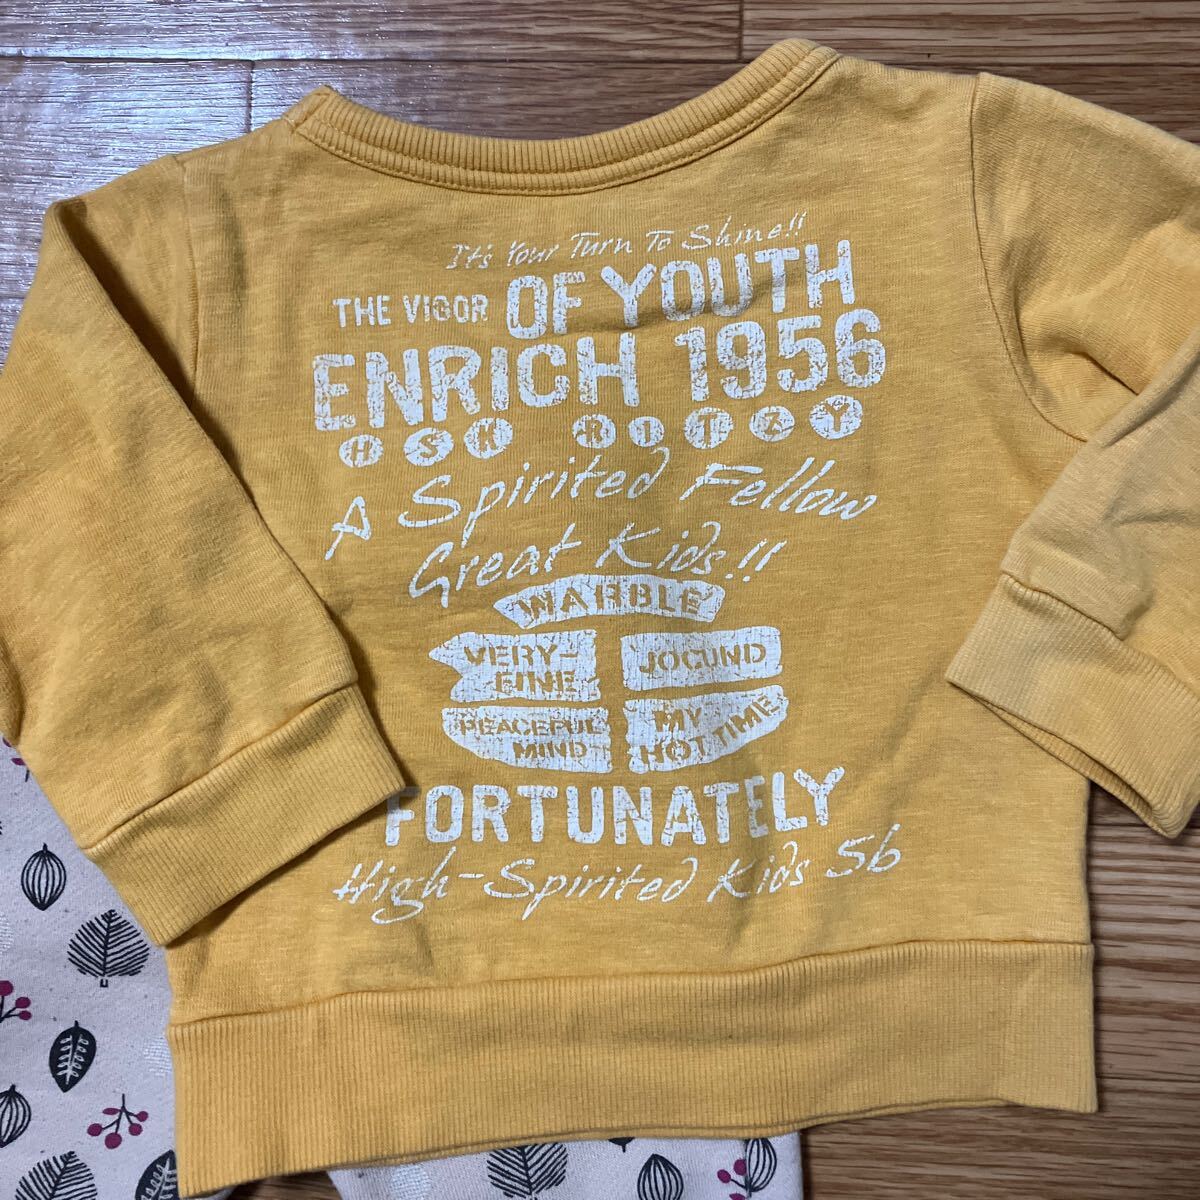 It's Your Turn To Shine!!
THE VIGOR OF YOUTH
ENRICH 1956
HSK RITZY
A Spirited Fellow
Great Kids!!
WARBLE
VERY-
FINE
JOCUND
PEACEFUL
MIND
MY
HOT TIME
FORTUNATELY
High-Spirited Kids 56